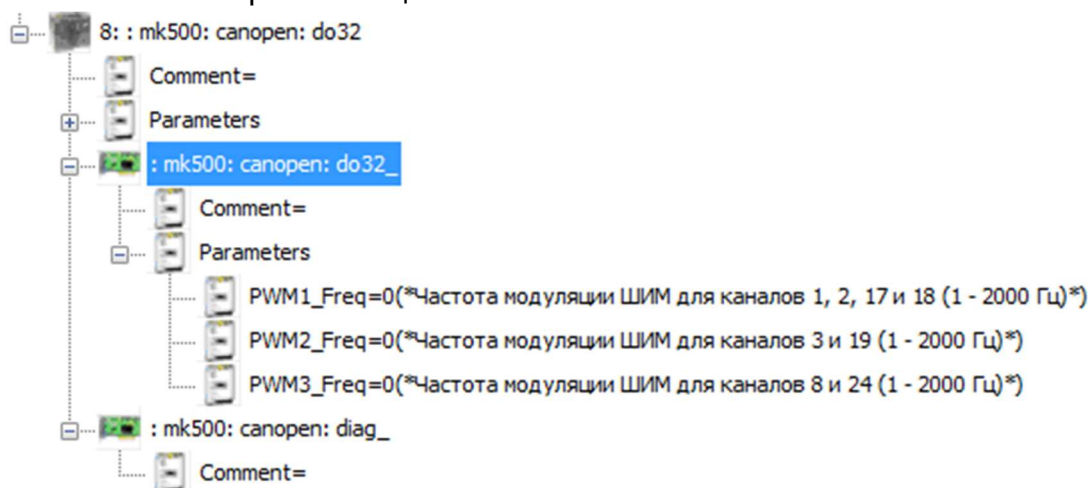 8: : mk500: canopen: do32
Comment=
Parameters
: mk500: canopen: do32_
Comment=
Parameters
PWM1_Freq=0(*Частота модуляции ШИМ для каналов 1, 2, 17 и 18 (1 - 2000 Гц)*)
PWM2_Freq=0(*Частота модуляции ШИМ для каналов 3 и 19 (1 - 2000 Гц)*)
PWM3_Freq=0(*Частота модуляции ШИМ для каналов 8 и 24 (1 - 2000 Гц)*)
: mk500: canopen: diag_
Comment=